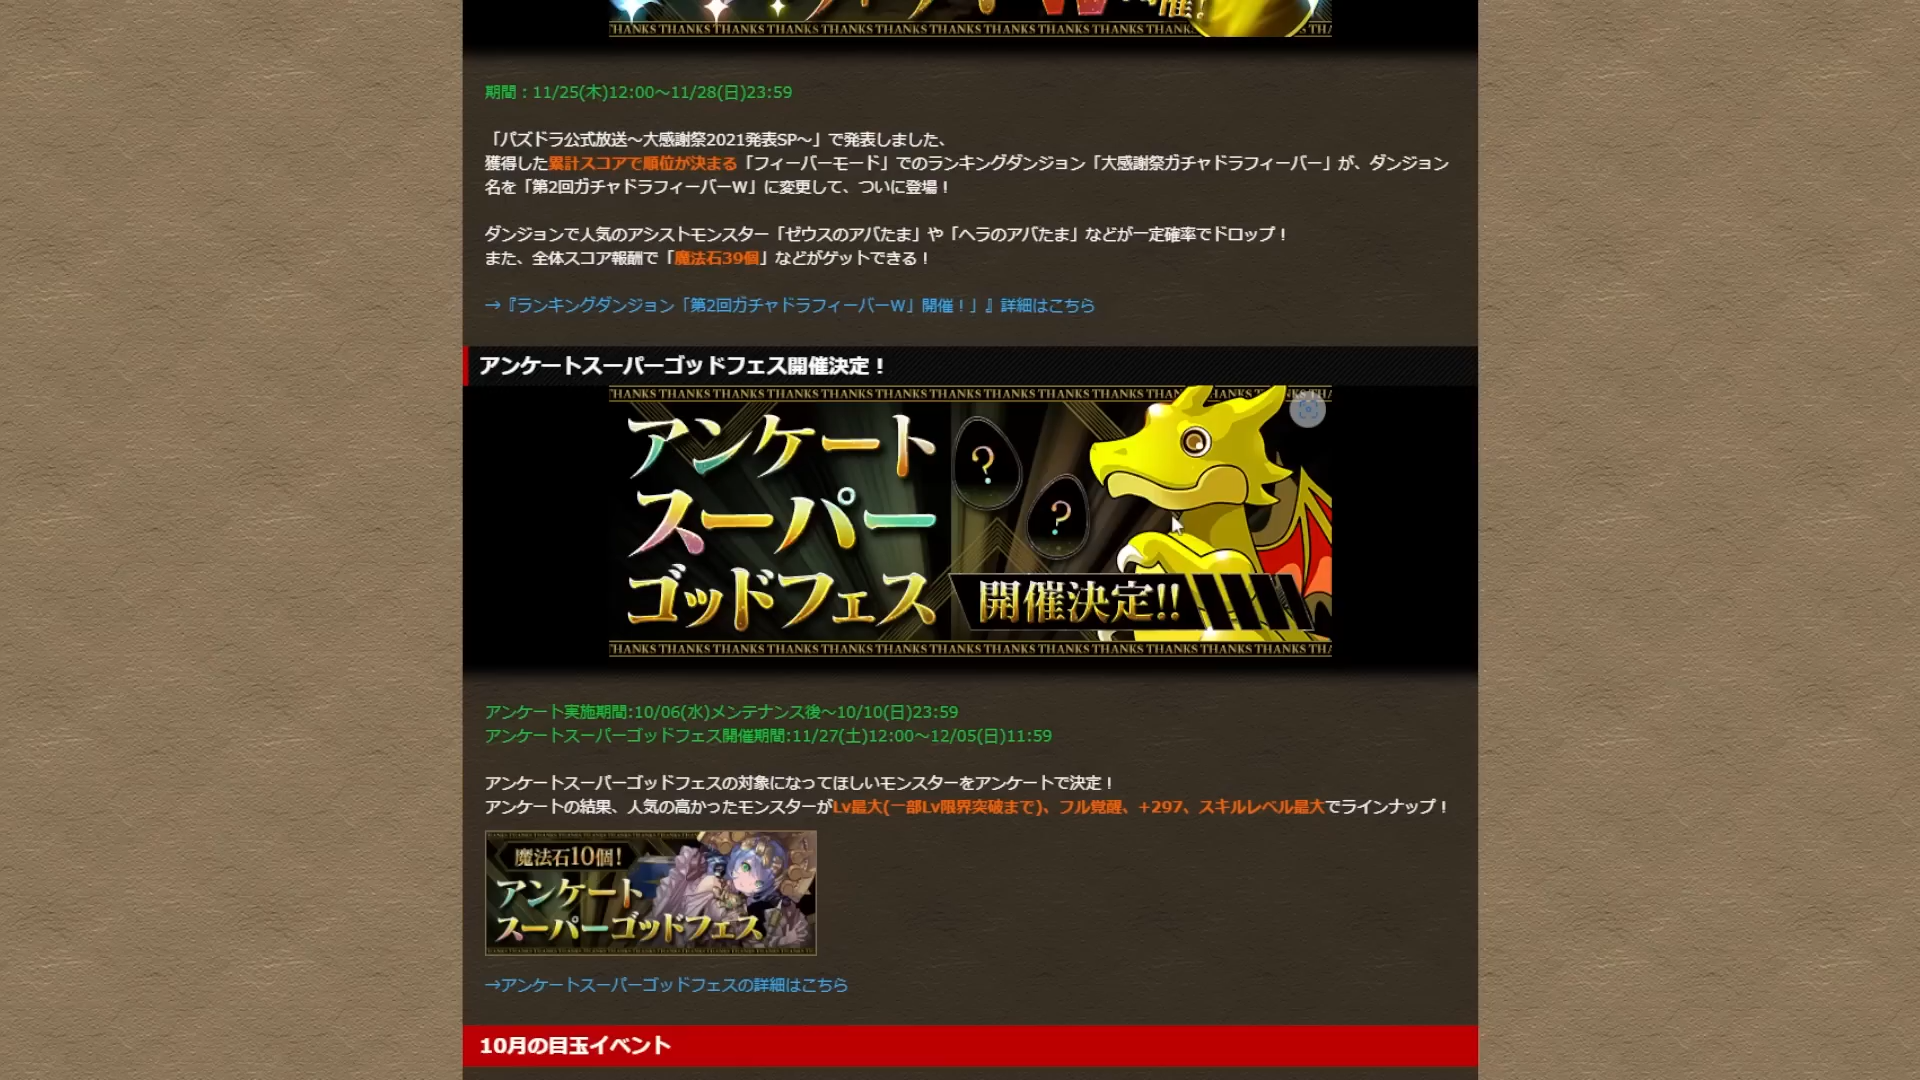 THANKS THANKS THANKS THANKS THANKS THANKS THANKS THANKS THANKS THANKS THANKS
期間：11/25(木)12:00～11/28(日)23:59
「パズドラ公式放送～大感謝祭2021発表SP～」で発表しました、
獲得した累計スコアで順位が決まる「フィーバーモード」でのランキングダンジョン「大感謝祭ガチャドラフィーバー」が、ダンジョン
名を「第2回ガチャドラフィーバーW」に変更して、ついに登場！
ダンジョンで人気のアシストモンスター「ゼウスのアバたま」や「ヘラのアバたま」などが一定確率でドロップ！
また、全体スコア報酬で「魔法石39個」などがゲットできる！
→『ランキングダンジョン「第2回ガチャドラフィーバーW」開催！」』詳細はこちら
アンケートスーパーゴッドフェス開催決定！
THANKS THANKS THANKS THANKS THANKS THANKS THANKS THANKS THANKS THANKS THANKS
アンケート
スーパー
ゴッドフェス
?
?
開催決定!!
THANKS THANKS THANKS THANKS THANKS THANKS THANKS THANKS THANKS THANKS THANKS THANKS THANKS
アンケート実施期間:10/06(水)メンテナンス後～10/10(日)23:59
アンケートスーパーゴッドフェス開催期間:11/27(土)12:00～12/05(日)11:59
アンケートスーパーゴッドフェスの対象になってほしいモンスターをアンケートで決定！
アンケートの結果、人気の高かったモンスターがLv最大(一部Lv限界突破まで)、フル覚醒、+297、スキルレベル最大でラインナップ！
魔法石10個!
アンケート
スーパーゴッドフェス
→アンケートスーパーゴッドフェスの詳細はこちら
10月の目玉イベント